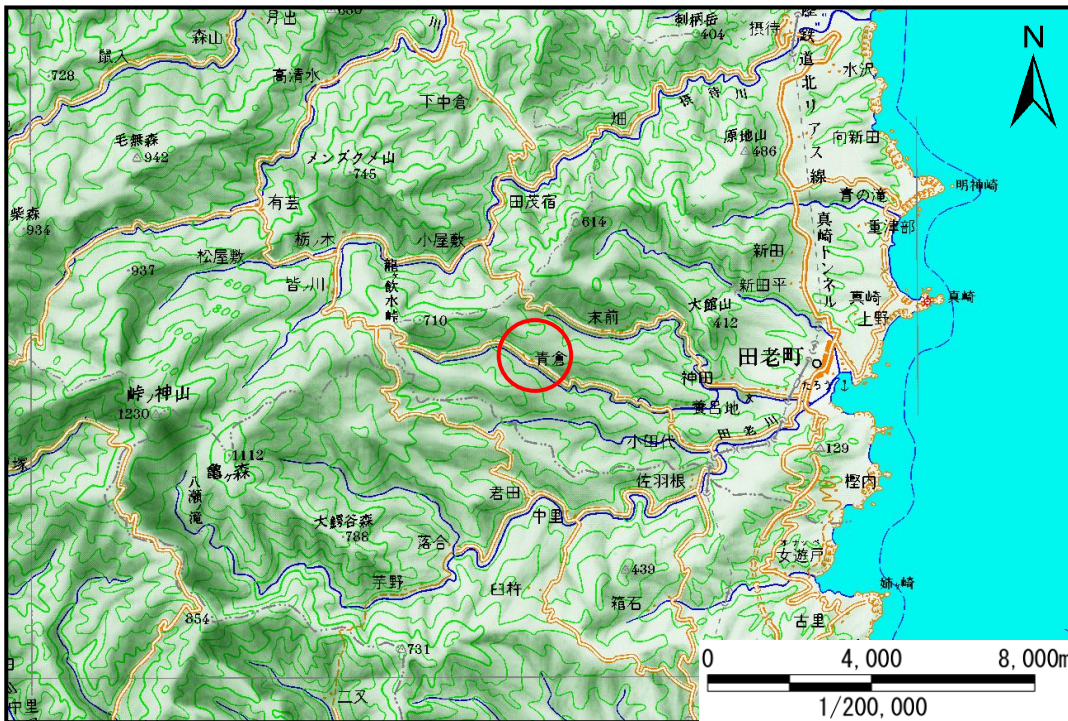 月出
森山
鼠入
728
高清水
下中倉
刺柄岳
404
摂待
鉄道北リアス線
水沢
毛無森
942
メンズクメ山
745
畑
摂待川
原地山
486
向新田
N
柴森
934
有芸
田茂宿
614
青の滝
明神崎
重津部
937
松屋敷
栃ノ木
小屋敷
皆ノ川
龍ヶ飲水峠
800
800
新田
新田平
真崎トンネル
真崎
真崎
上野
710
末前
大館山
412
青倉
田老町
たろう
神田
養呂地
峠ノ神山
1230
小田代
田老川
129
1112
亀ヶ森
八瀬滝
塚
佐羽根
君田
中里
樫内
大鰐谷森
788
落合
女遊戸
芋野
臼杵
439
箱石
姉ヶ崎
古里
354
731
二又
中里
0 4,000 8,000m
1/200,000